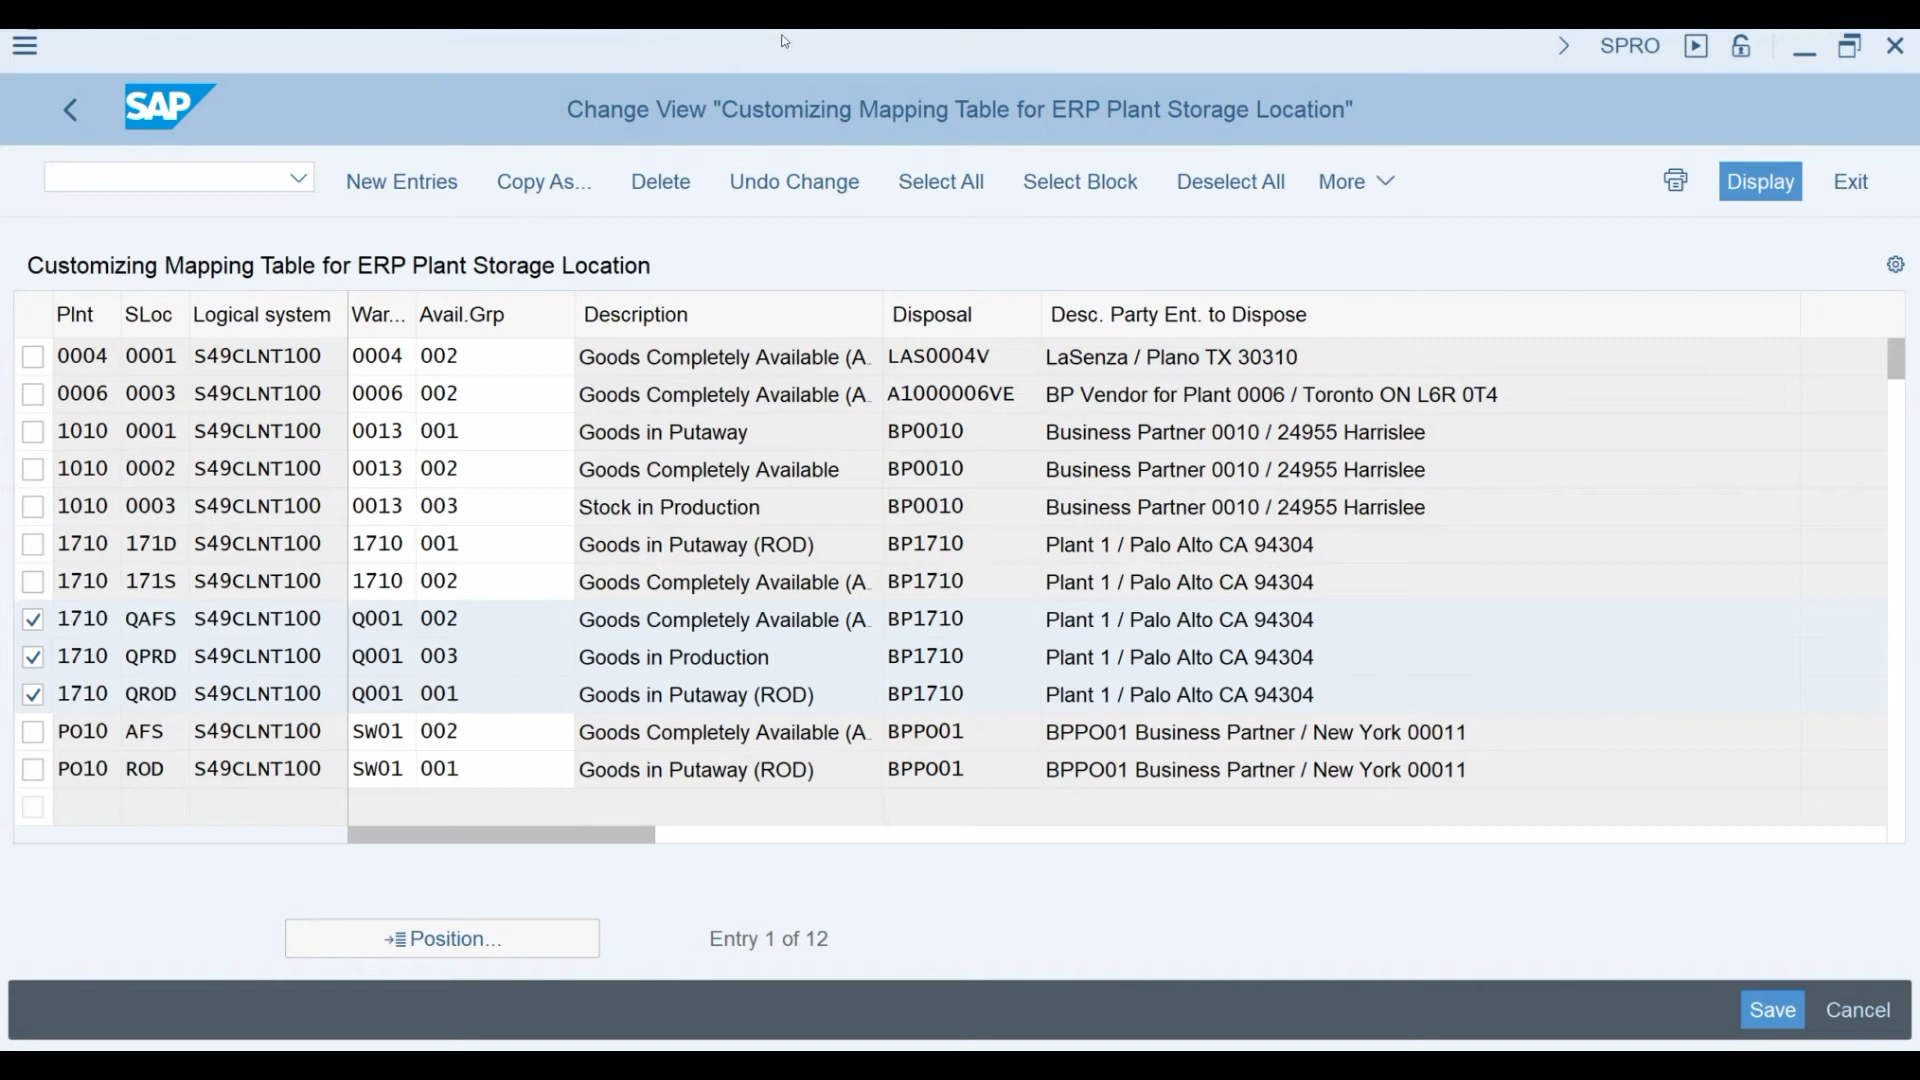 SPRO
SAP
Change View "Customizing Mapping Table for ERP Plant Storage Location"
New Entries Copy As... Delete Undo Change Select All Select Block Deselect All More Display Exit
Customizing Mapping Table for ERP Plant Storage Location
Plnt SLoc Logical system War... Avail.Grp Description Disposal Desc. Party Ent. to Dispose
0004 0001 S49CLNT100 0004 002 Goods Completely Available (A LAS0004V LaSenza / Plano TX 30310
0006 0003 S49CLNT100 0006 002 Goods Completely Available (A A1000006VE BP Vendor for Plant 0006 / Toronto ON L6R 0T4
1010 0001 S49CLNT100 0013 001 Goods in Putaway BP0010 Business Partner 0010 / 24955 Harrislee
1010 0002 S49CLNT100 0013 002 Goods Completely Available BP0010 Business Partner 0010 / 24955 Harrislee
1010 0003 S49CLNT100 0013 003 Stock in Production BP0010 Business Partner 0010 / 24955 Harrislee
1710 171D S49CLNT100 1710 001 Goods in Putaway (ROD) BP1710 Plant 1 / Palo Alto CA 94304
1710 171S S49CLNT100 1710 002 Goods Completely Available (A BP1710 Plant 1 / Palo Alto CA 94304
1710 QAFS S49CLNT100 Q001 002 Goods Completely Available (A BP1710 Plant 1 / Palo Alto CA 94304
1710 QPRD S49CLNT100 Q001 003 Goods in Production BP1710 Plant 1 / Palo Alto CA 94304
1710 QROD S49CLNT100 Q001 001 Goods in Putaway (ROD) BP1710 Plant 1 / Palo Alto CA 94304
PO10 AFS S49CLNT100 SW01 002 Goods Completely Available (A BPPO01 BPPO01 Business Partner / New York 00011
PO10 ROD S49CLNT100 SW01 001 Goods in Putaway (ROD) BPPO01 BPPO01 Business Partner / New York 00011
Position... Entry 1 of 12
Save Cancel